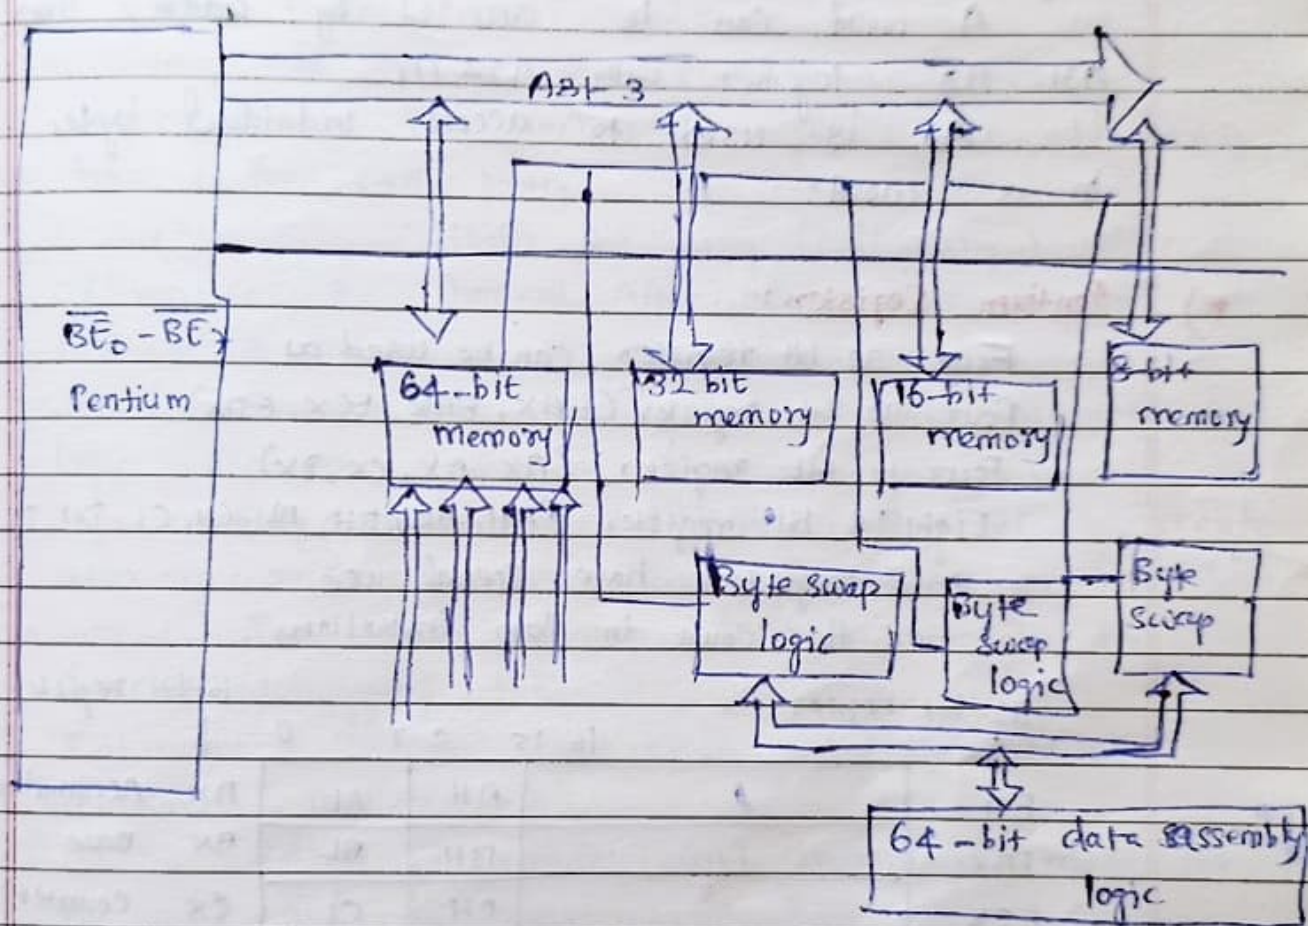 A31-3
BE0 - BE7
Pentium
64-bit
memory
32 bit
memory
16-bit
memory
8-bit
memory
Byte swap
logic
Byte
swap
logic
Byte
swap
64-bit data assembly
logic